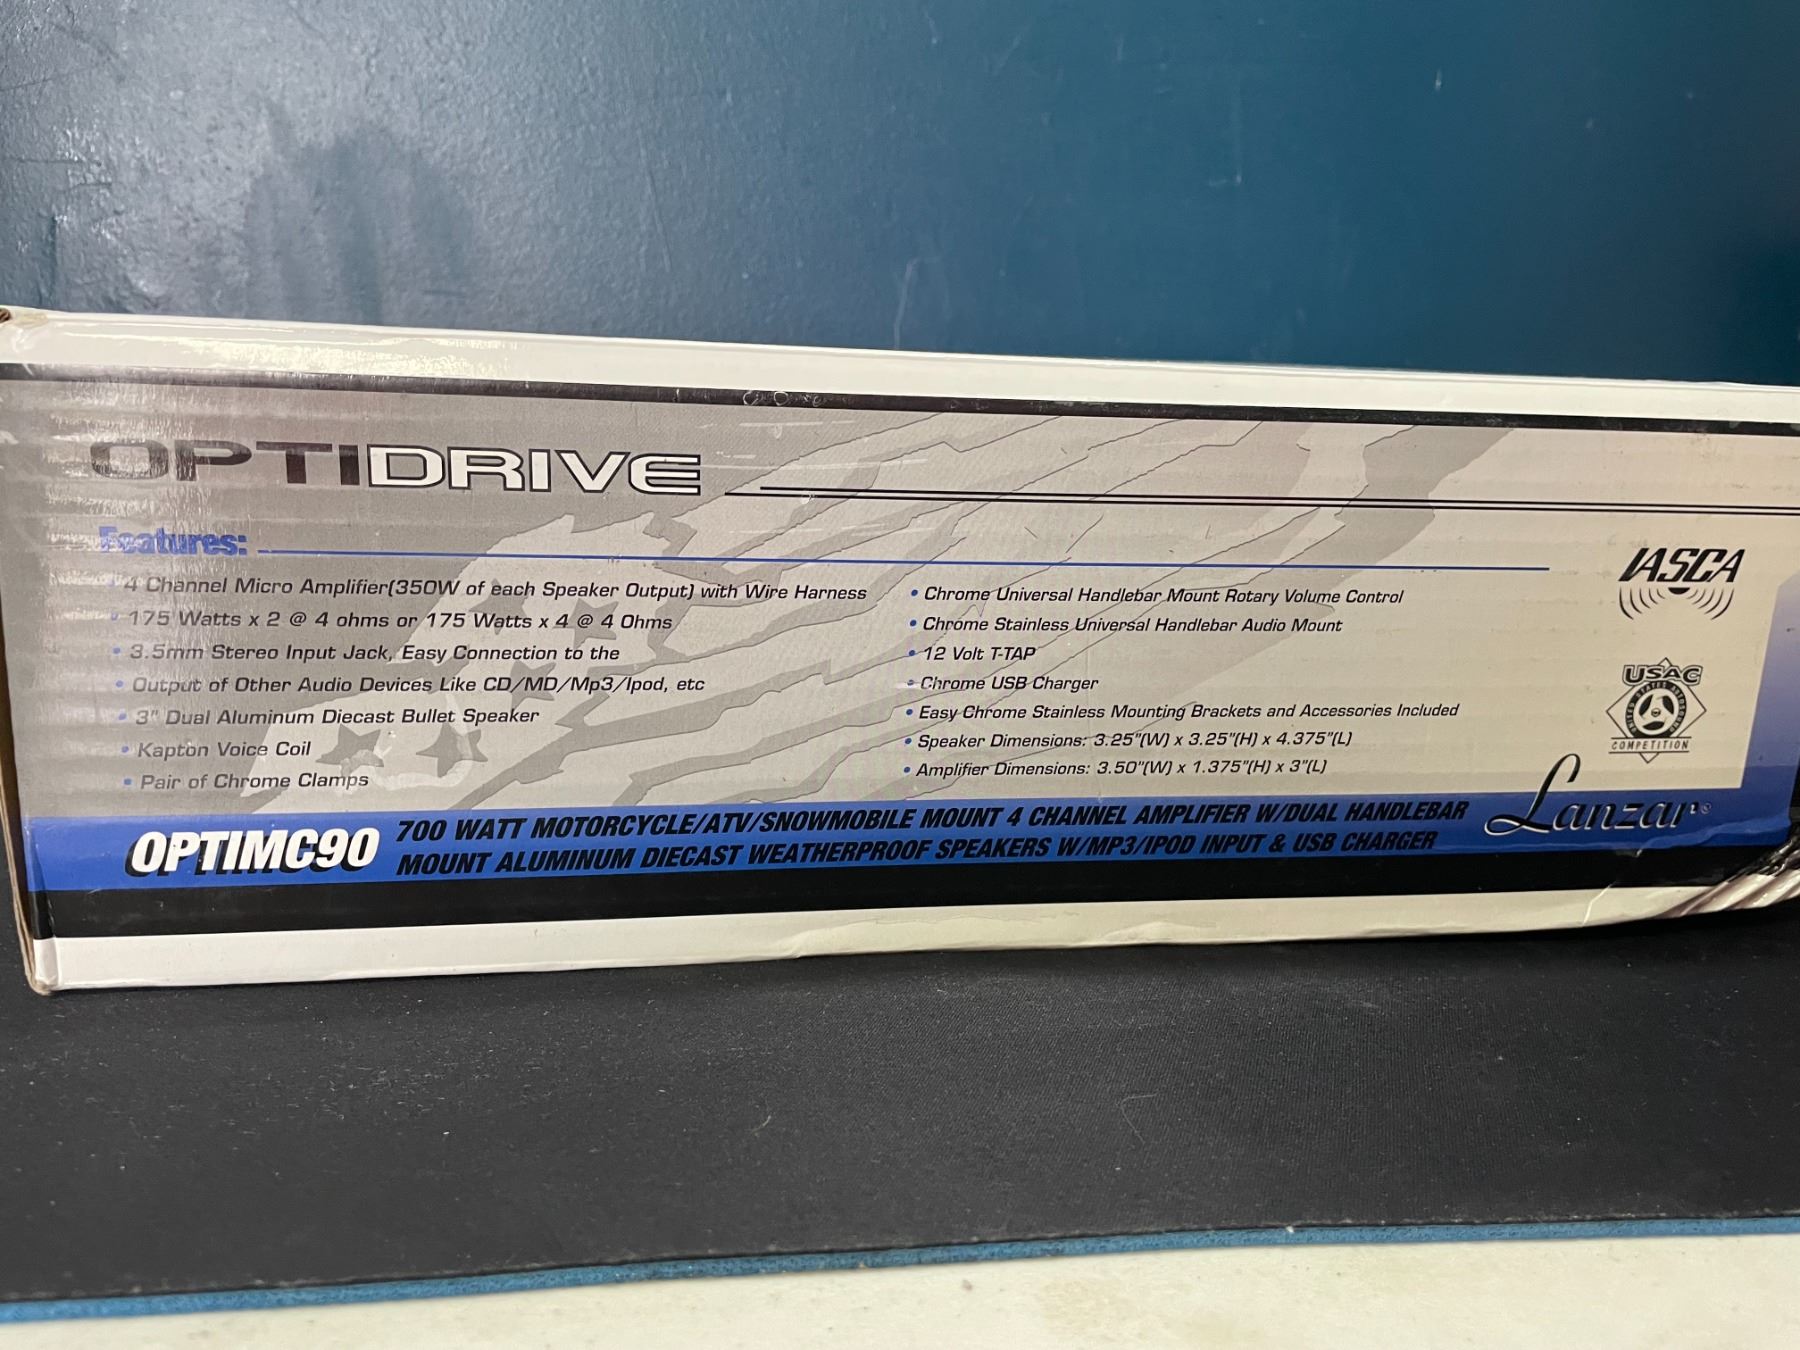 OPTIDRIVE
Features:
• 4 Channel Micro Amplifier(350W of each Speaker Output) with Wire Harness
• 175 Watts x 2 @ 4 ohms or 175 Watts x 4 @ 4 Ohms
• 3.5mm Stereo Input Jack, Easy Connection to the
• Output of Other Audio Devices Like CD/MD/Mp3/Ipod, etc
• 3" Dual Aluminum Diecast Bullet Speaker
• Kapton Voice Coil
• Pair of Chrome Clamps
• Chrome Universal Handlebar Mount Rotary Volume Control
• Chrome Stainless Universal Handlebar Audio Mount
• 12 Volt T-TAP
• Chrome USB Charger
• Easy Chrome Stainless Mounting Brackets and Accessories Included
• Speaker Dimensions: 3.25"(W) x 3.25"(H) x 4.375"(L)
• Amplifier Dimensions: 3.50"(W) x 1.375"(H) x 3"(L)
IASCA
USAC
COMPETITION
Lanzar®
OPTIMC90
700 WATT MOTORCYCLE/ATV/SNOWMOBILE MOUNT 4 CHANNEL AMPLIFIER W/DUAL HANDLEBAR
MOUNT ALUMINUM DIECAST WEATHERPROOF SPEAKERS W/MP3/IPOD INPUT & USB CHARGER